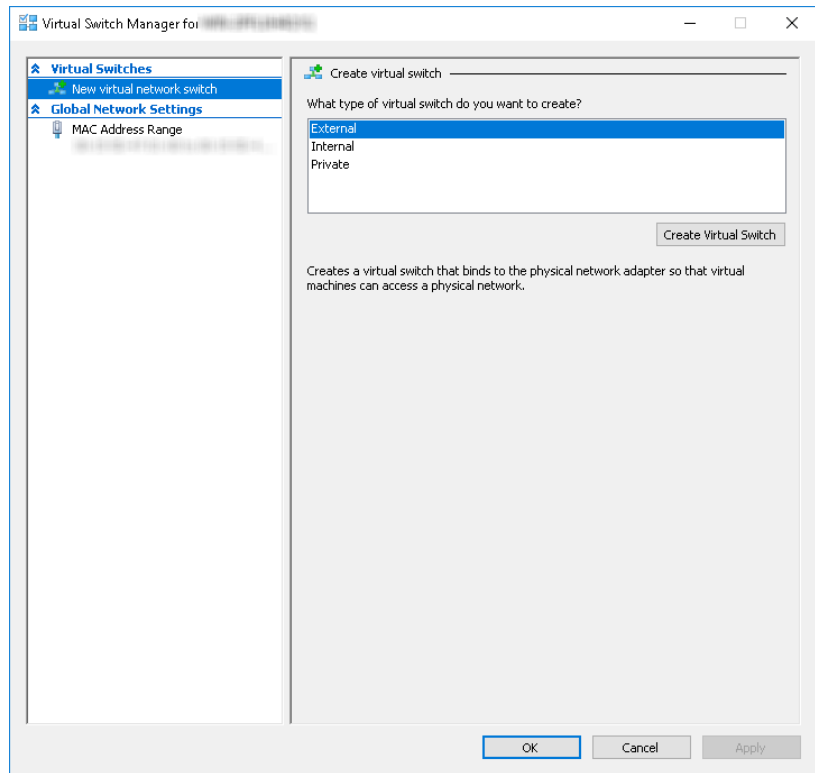 Virtual Switch Manager for
Virtual Switches
New virtual network switch
Global Network Settings
MAC Address Range
Create virtual switch
What type of virtual switch do you want to create?
External
Internal
Private
Create Virtual Switch
Creates a virtual switch that binds to the physical network adapter so that virtual
machines can access a physical network.
OK
Cancel
Apply